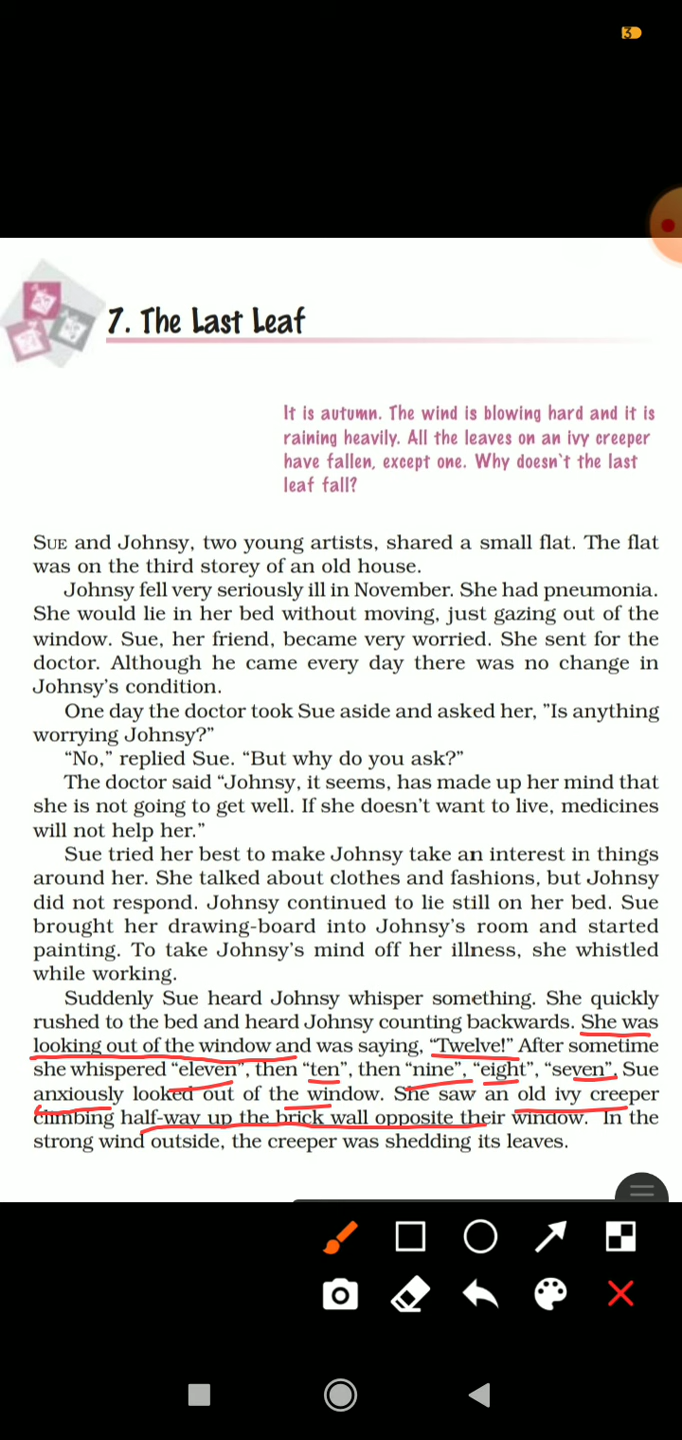 3
7. The Last Leaf
It is autumn. The wind is blowing hard and it is
raining heavily. All the leaves on an ivy creeper
have fallen, except one. Why doesn't the last
leaf fall?
SUE and Johnsy, two young artists, shared a small flat. The flat
was on the third storey of an old house.
Johnsy fell very seriously ill in November. She had pneumonia.
She would lie in her bed without moving, just gazing out of the
window. Sue, her friend, became very worried. She sent for the
doctor. Although he came every day there was no change in
Johnsy's condition.
One day the doctor took Sue aside and asked her, "Is anything
worrying Johnsy?"
“No,” replied Sue. “But why do you ask?”
The doctor said “Johnsy, it seems, has made up her mind that
she is not going to get well. If she doesn't want to live, medicines
will not help her.”
Sue tried her best to make Johnsy take an interest in things
around her. She talked about clothes and fashions, but Johnsy
did not respond. Johnsy continued to lie still on her bed. Sue
brought her drawing-board into Johnsy's room and started
painting. To take Johnsy's mind off her illness, she whistled
while working.
Suddenly Sue heard Johnsy whisper something. She quickly
rushed to the bed and heard Johnsy counting backwards. She was
looking out of the window and was saying, “Twelve!” After sometime
she whispered “eleven”, then “ten”, then “nine”, “eight”, “seven”. Sue
anxiously looked out of the window. She saw an old ivy creeper
climbing half-way up the brick wall opposite their window. In the
strong wind outside, the creeper was shedding its leaves.